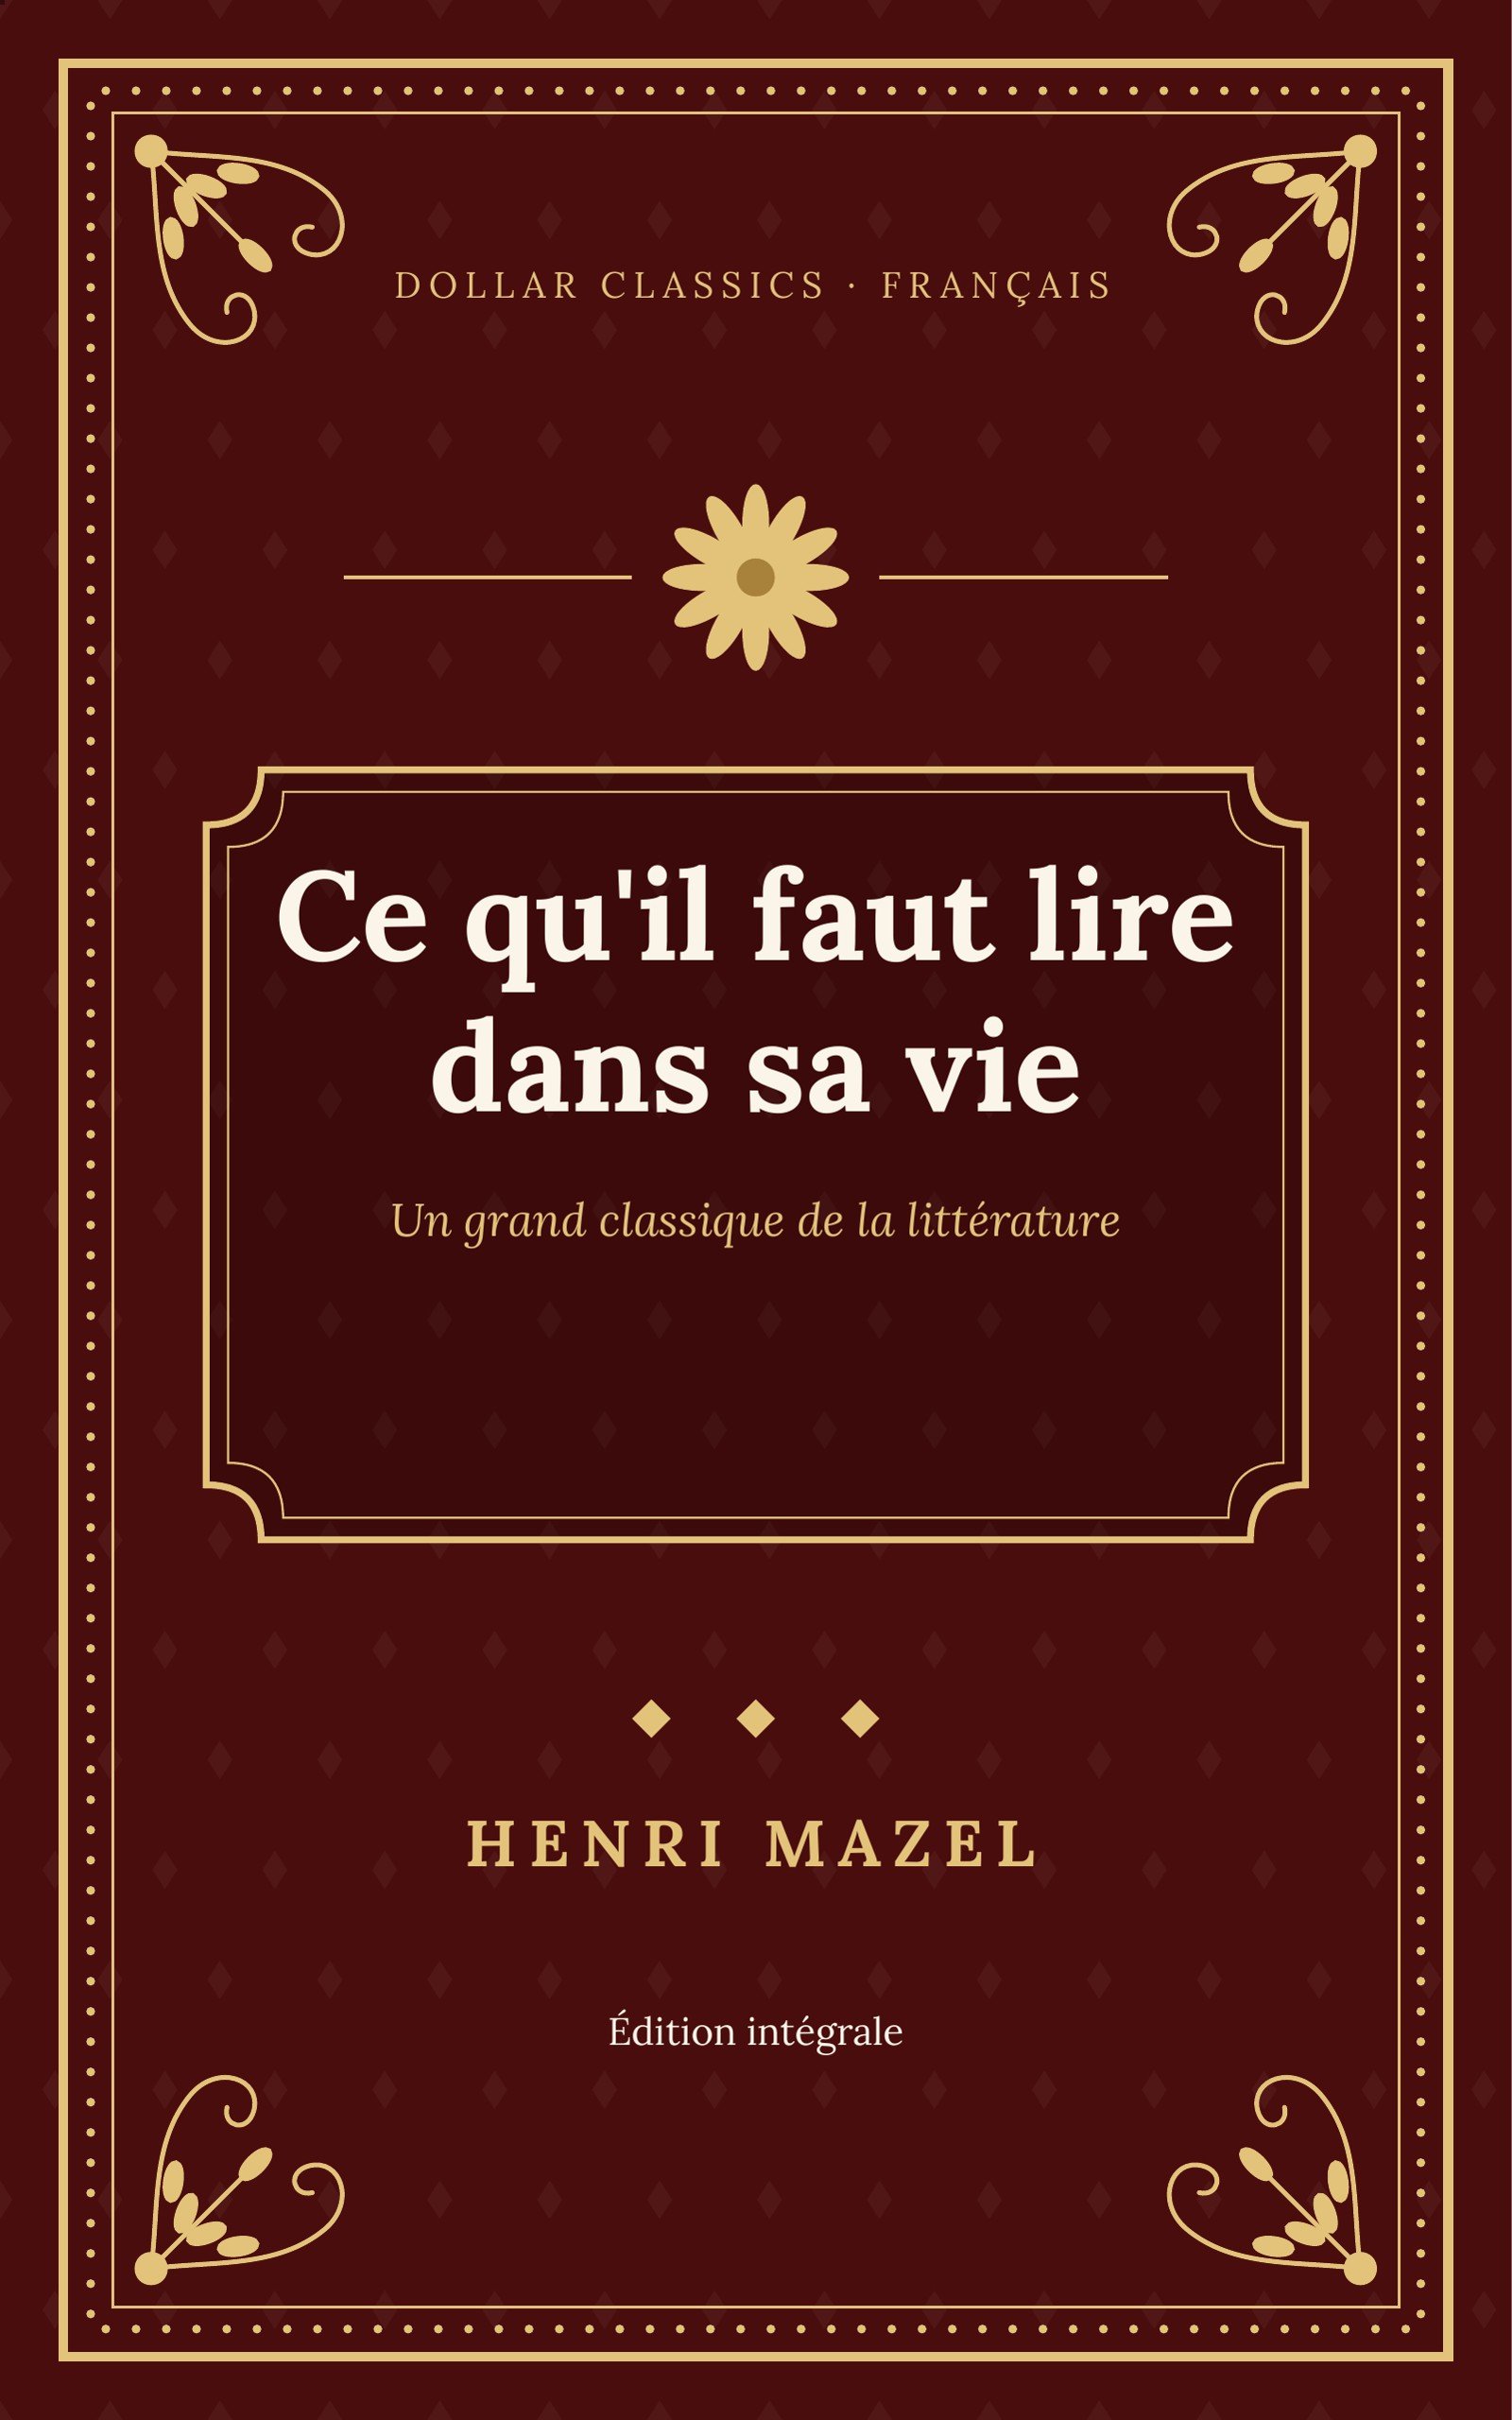 DOLLAR CLASSICS · FRANÇAIS
Ce qu'il faut lire
dans sa vie
Un grand classique de la littérature
HENRI MAZEL
Édition intégrale